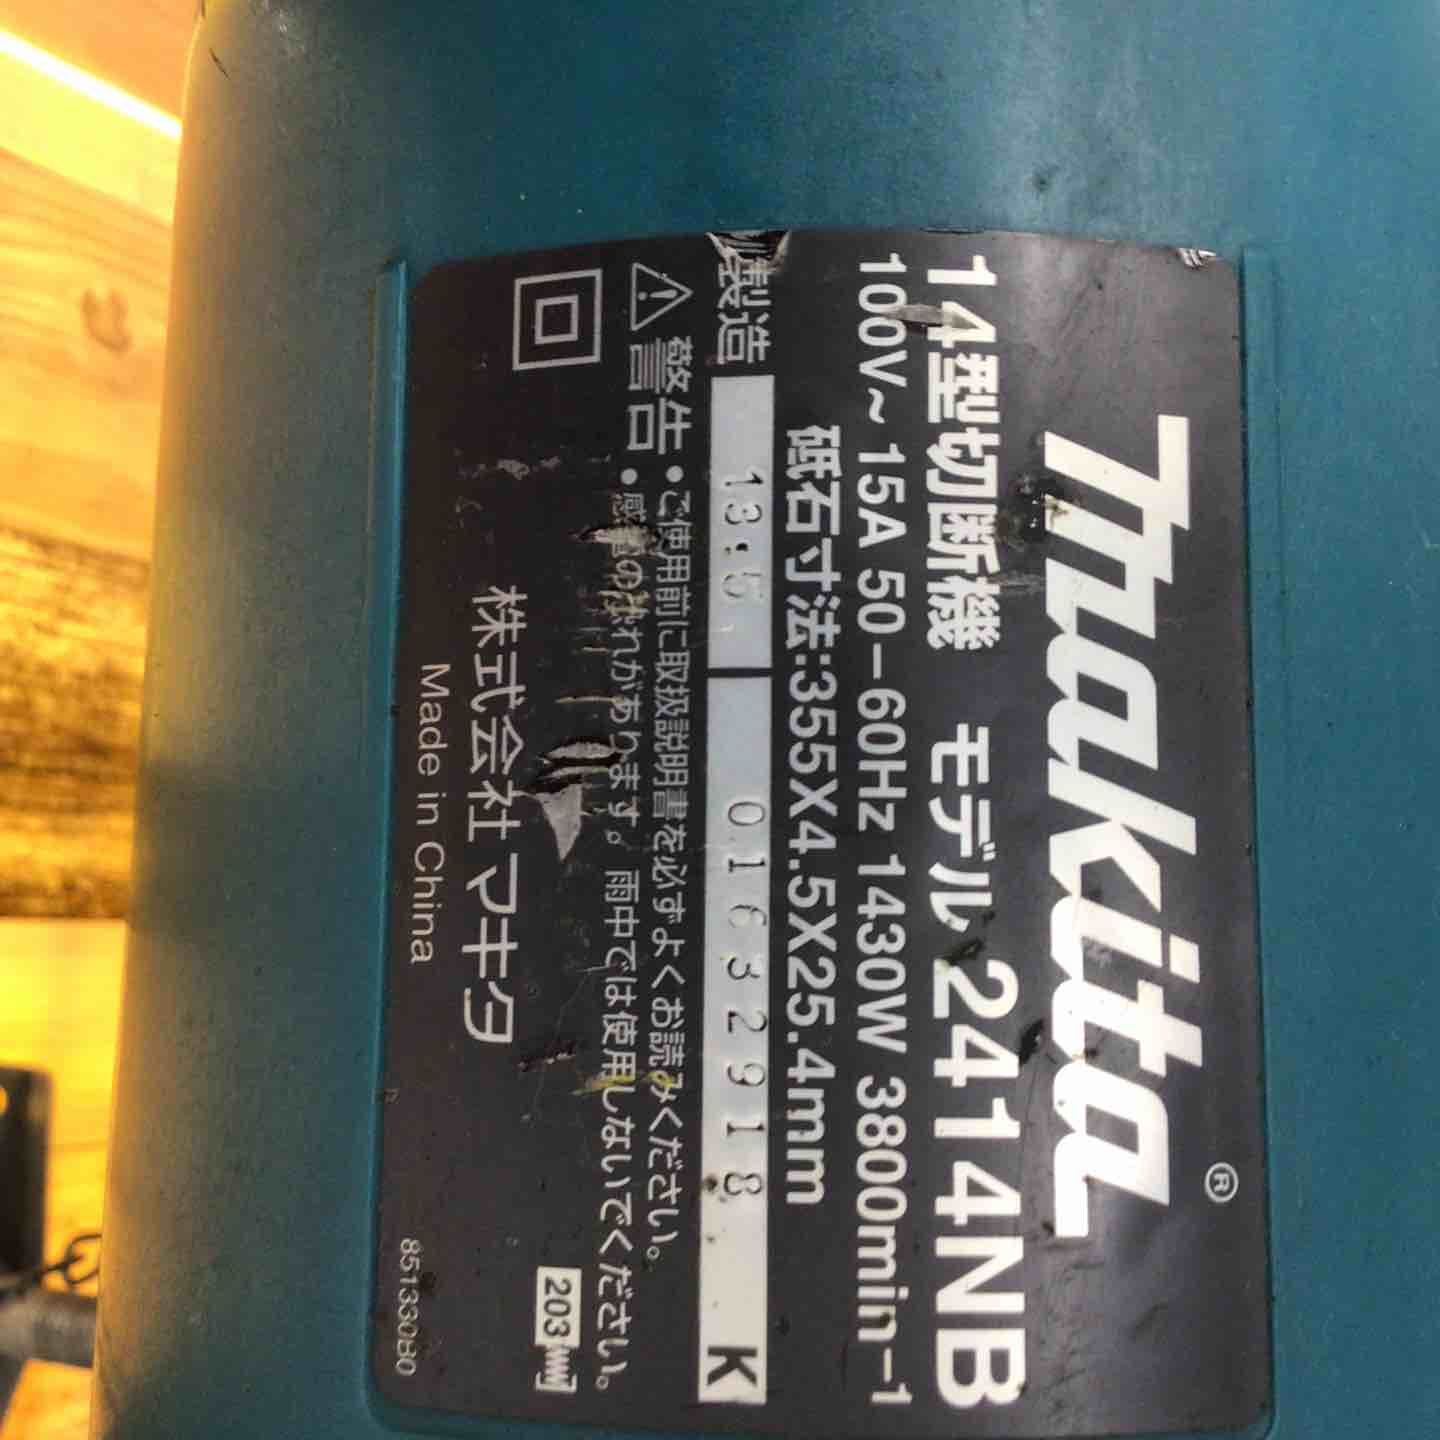 makita®
14型切断機 モデル 2414NB
100V~ 15A 50-60Hz 1430W 3800min-1
砥石寸法:355X4.5X25.4mm
製造 13.5 0163291８ K
警告 ・ご使用前に取扱説明書を必ずよくお読みください。
・感電の恐れがあります。雨中では使用しないでください。
203
株式会社マキタ
Made in China
851330B0